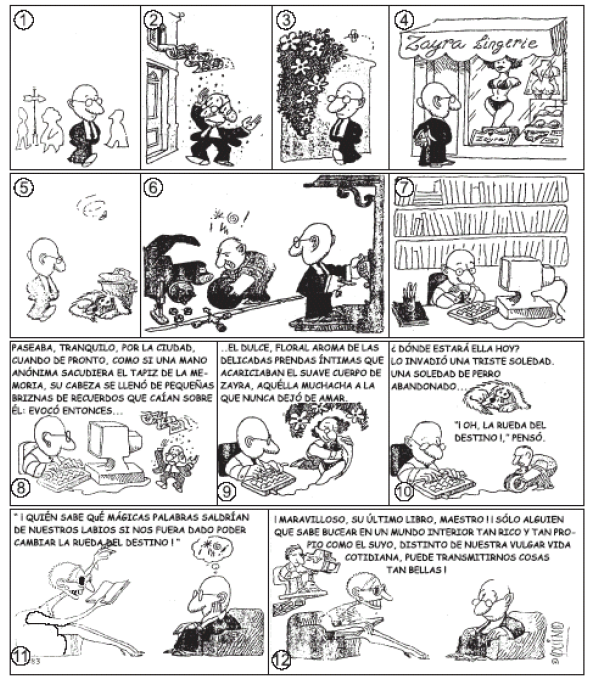 1
2
3
4
Zayra Lingerie
Zayra
5
6
* ! @ !
7
PASEABA, TRANQUILO, POR LA CIUDAD,
CUANDO DE PRONTO, COMO SI UNA MANO
ANÓNIMA SACUDIERA EL TAPIZ DE LA ME-
MORIA, SU CABEZA SE LLENÓ DE PEQUEÑAS
BRIZNAS DE RECUERDOS QUE CAÍAN SOBRE
ÉL: EVOCÓ ENTONCES...
8
..EL DULCE, FLORAL AROMA DE LAS
DELICADAS PRENDAS ÍNTIMAS QUE
ACARICIABAN EL SUAVE CUERPO DE
ZAYRA, AQUÉLLA MUCHACHA A LA
QUE NUNCA DEJÓ DE AMAR.
9
¿ DÓNDE ESTARÁ ELLA HOY?
LO INVADIÓ UNA TRISTE SOLEDAD.
UNA SOLEDAD DE PERRO
ABANDONADO...
"¡ OH, LA RUEDA DEL
DESTINO !," PENSÓ.
10
" ¡ QUIÉN SABE QUÉ MÁGICAS PALABRAS SALDRÍAN
DE NUESTROS LABIOS SI NOS FUERA DADO PODER
CAMBIAR LA RUEDA DEL DESTINO ! "
11
83
¡ MARAVILLOSO, SU ÚLTIMO LIBRO, MAESTRO ! ¡ SÓLO ALGUIEN
QUE SABE BUCEAR EN UN MUNDO INTERIOR TAN RICO Y TAN PRO-
PIO COMO EL SUYO, DISTINTO DE NUESTRA VULGAR VIDA
COTIDIANA, PUEDE TRANSMITIRNOS COSAS
TAN BELLAS !
12
© QUINO